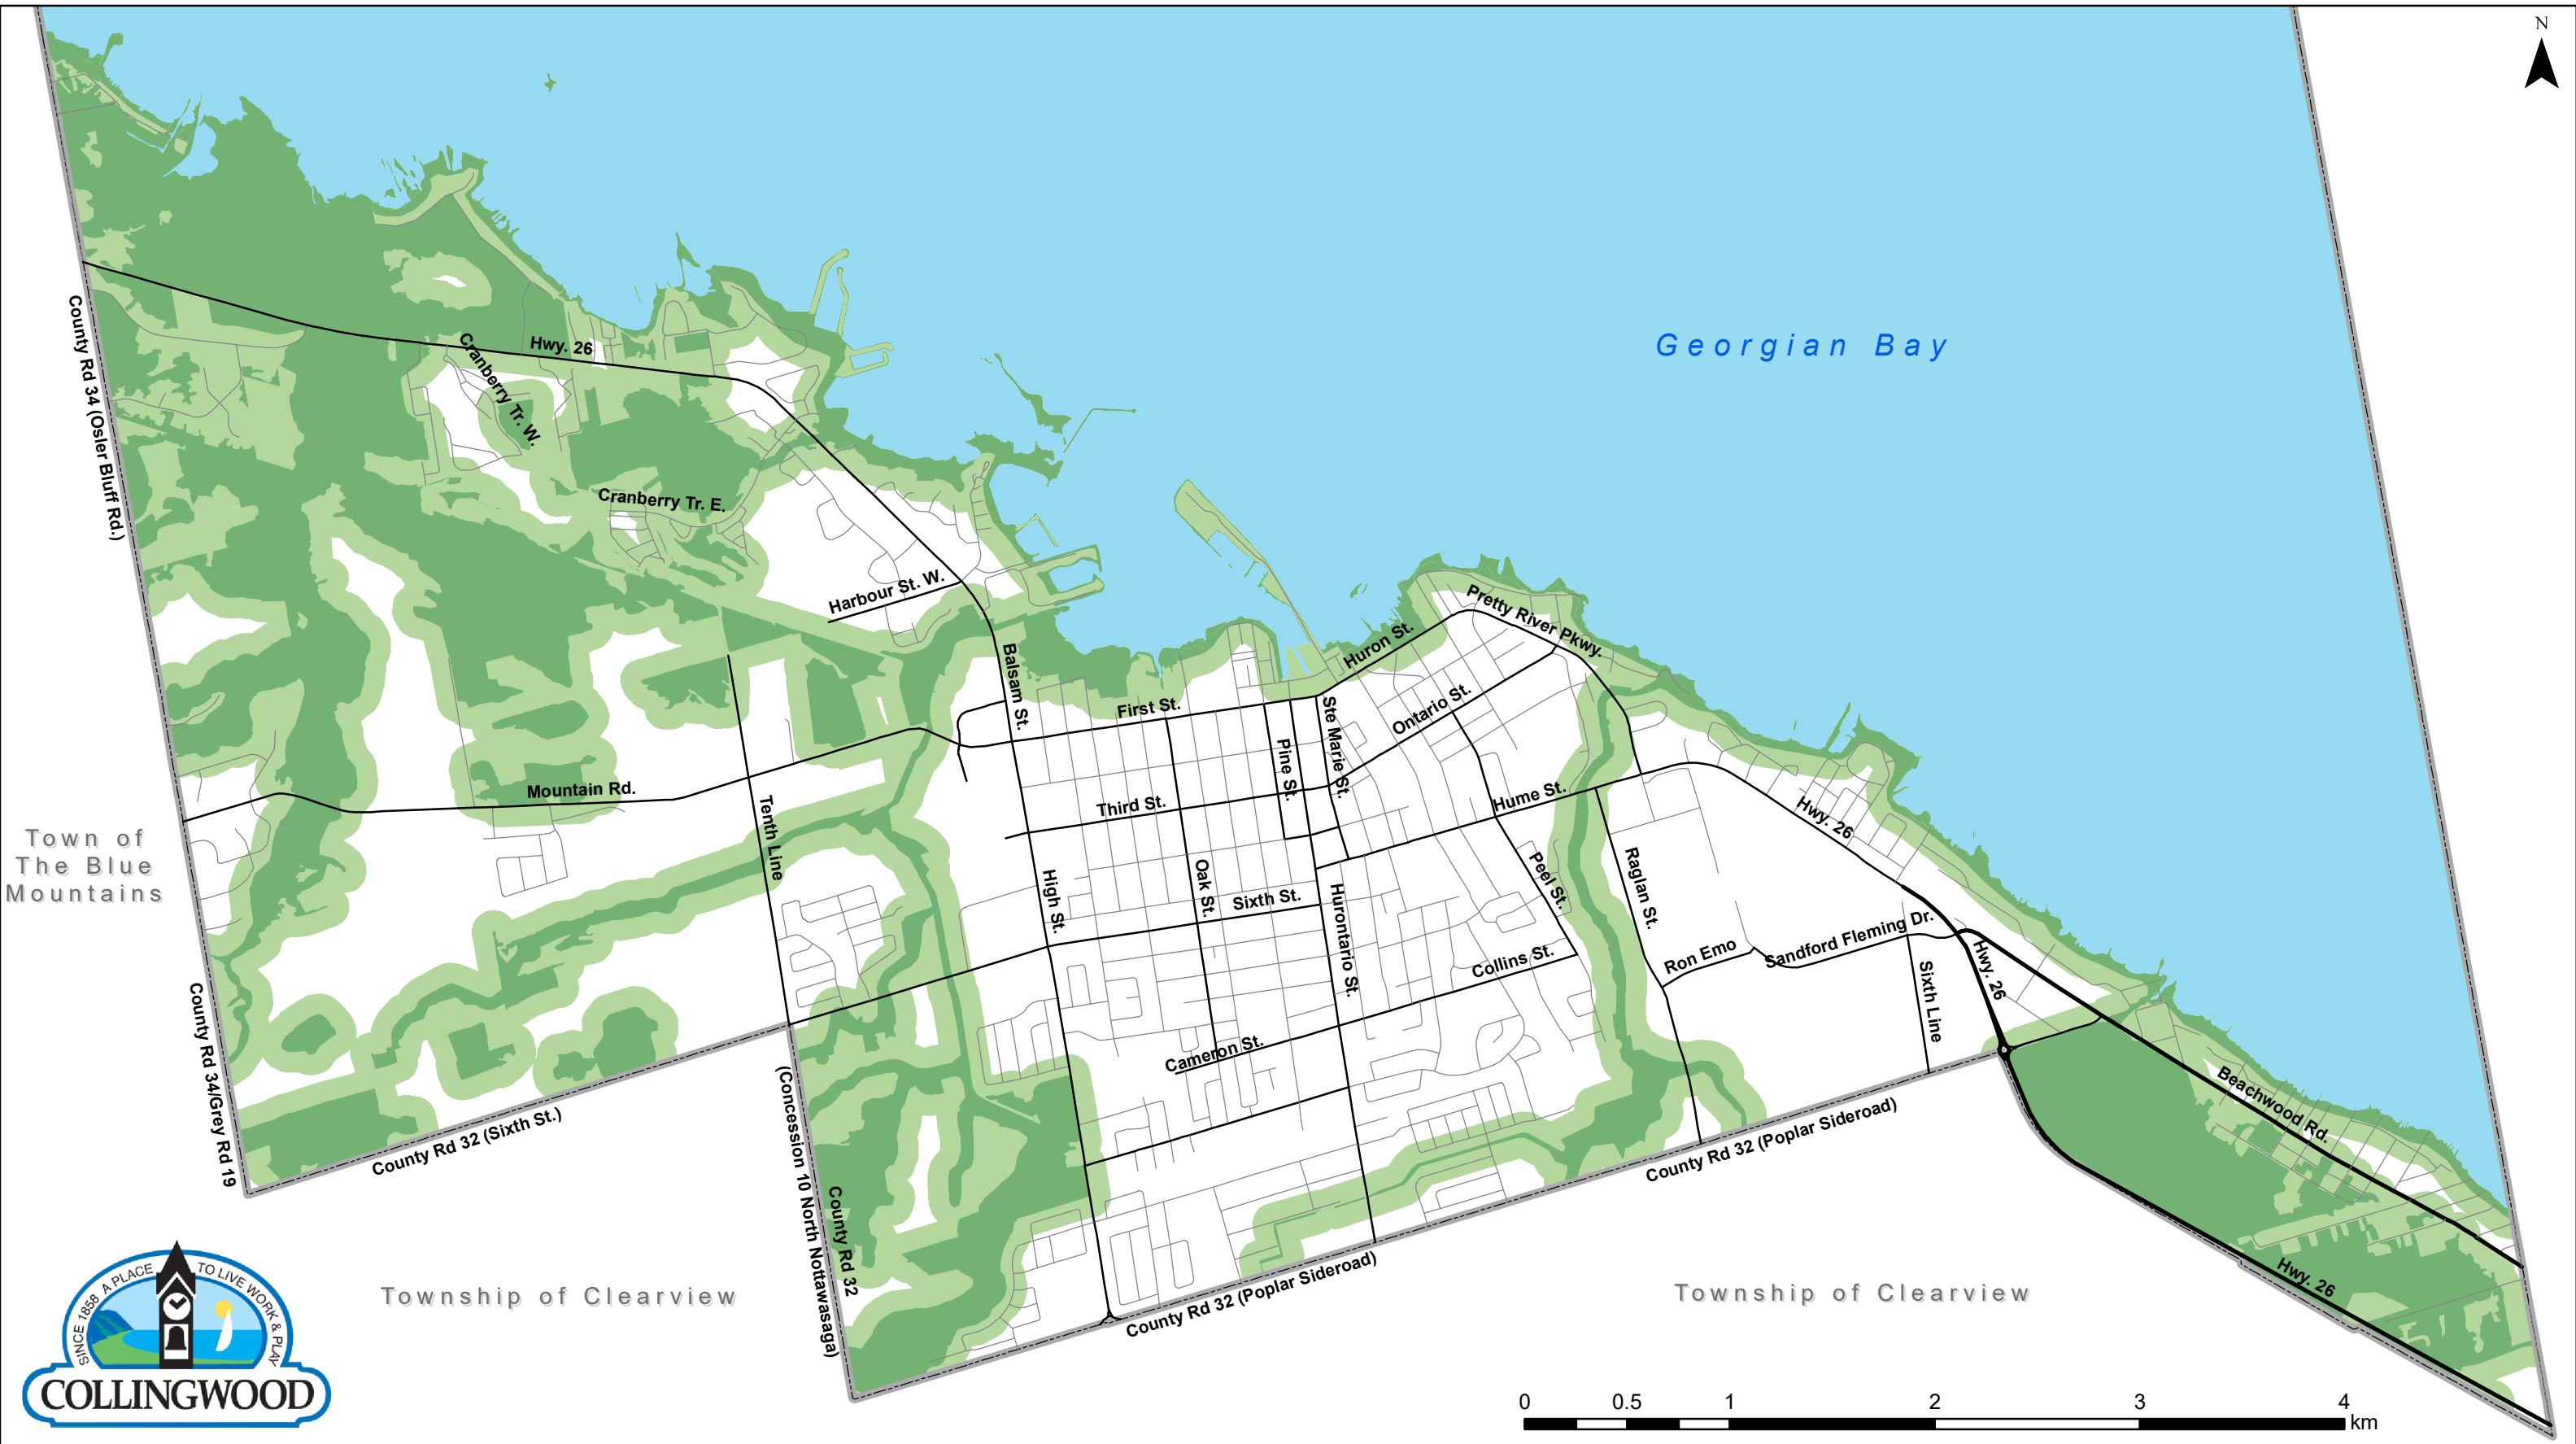 N
Georgian Bay
County Rd 34 (Osler Bluff Rd.)
Hwy. 26
Cranberry Tr. W.
Cranberry Tr. E.
Harbour St. W.
Balsam St.
Huron St.
Pretty River Pkwy.
First St.
Ste Marie St.
Ontario St.
Pine St.
Mountain Rd.
Tenth Line
Third St.
Hume St.
Hwy. 26
Town of
The Blue
Mountains
High St.
Oak St.
Sixth St.
Hurontario St.
Peel St.
Raglan St.
Collins St.
Ron Emo
Sandford Fleming Dr.
Sixth Line
Hwy. 26
County Rd 34/Grey Rd 19
Cameron St.
County Rd 32 (Sixth St.)
(Concession 10 North Nottawasaga)
County Rd 32
County Rd 32 (Poplar Sideroad)
Beachwood Rd.
County Rd 32 (Poplar Sideroad)
Hwy. 26
Township of Clearview
Township of Clearview
SINCE 1858 A PLACE TO LIVE WORK & PLAY
COLLINGWOOD
0 0.5 1 2 3 4
km